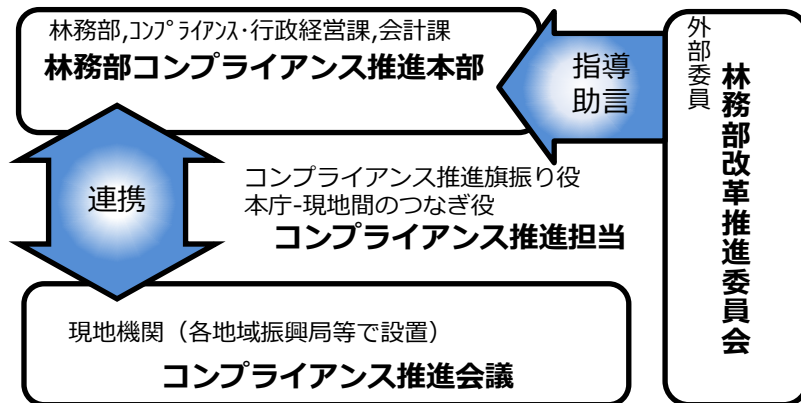 林務部,ｺﾝﾌﾟﾗｲｱﾝｽ･行政経営課,会計課
林務部コンプライアンス推進本部
指導
助言
外部委員
林務部改革推進委員会
連携
コンプライアンス推進旗振り役
本庁-現地間のつなぎ役
コンプライアンス推進担当
現地機関（各地域振興局等で設置）
コンプライアンス推進会議